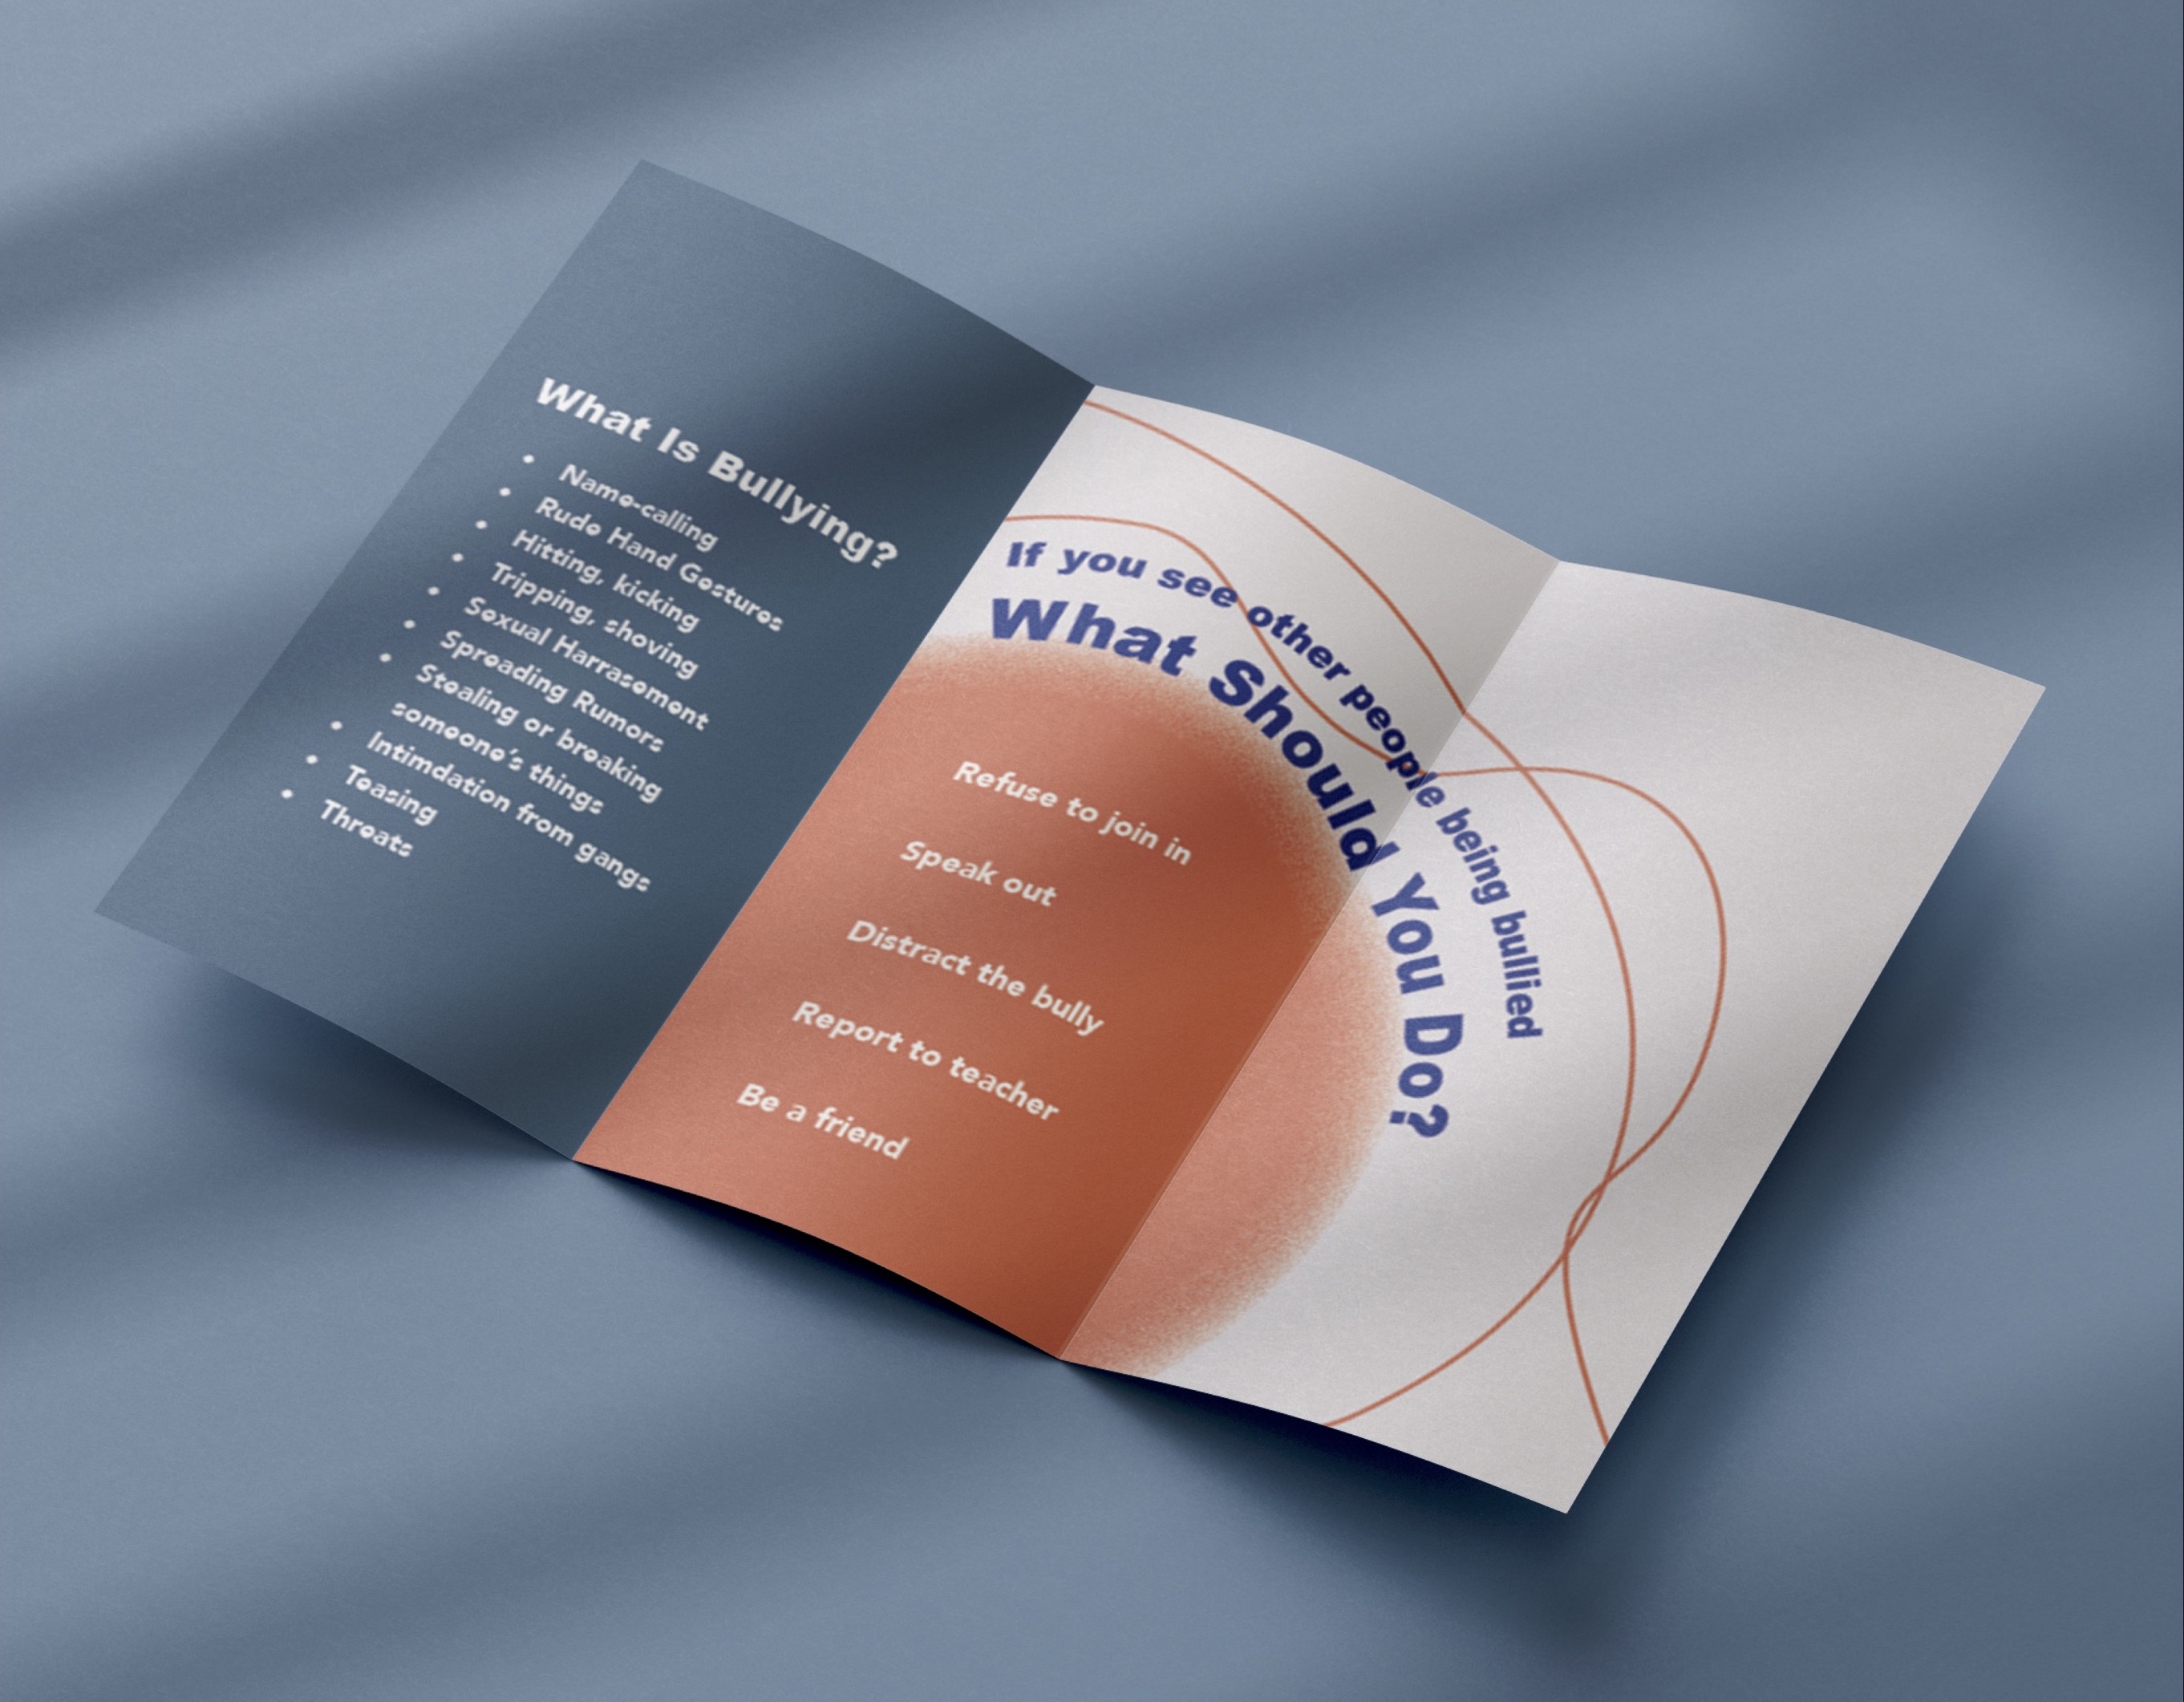 What Is Bullying?
• Name-calling
• Rude Hand Gestures
• Hitting, kicking
• Tripping, shoving
• Sexual Harrasement
• Spreading Rumors
• Stealing or breaking
someone's things
• Intimdation from gangs
• Teasing
• Threats
If you see other people being bullied
What Should You Do?
Refuse to join in
Speak out
Distract the bully
Report to teacher
Be a friend